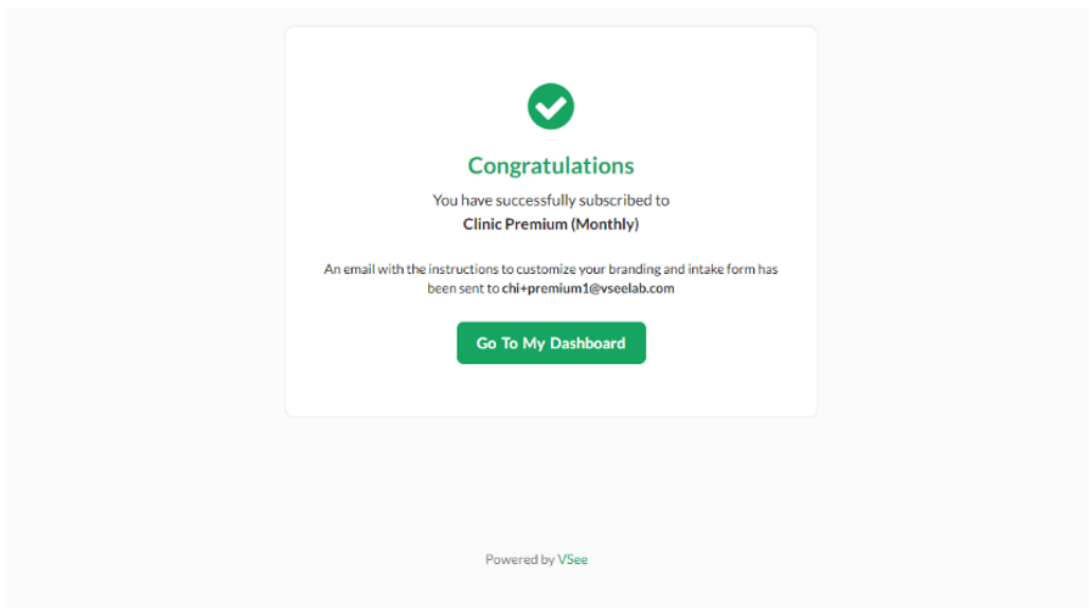 Congratulations
You have successfully subscribed to
Clinic Premium (Monthly)
An email with the instructions to customize your branding and intake form has
been sent to chi+premium1@vseelab.com
Go To My Dashboard
Powered by VSee